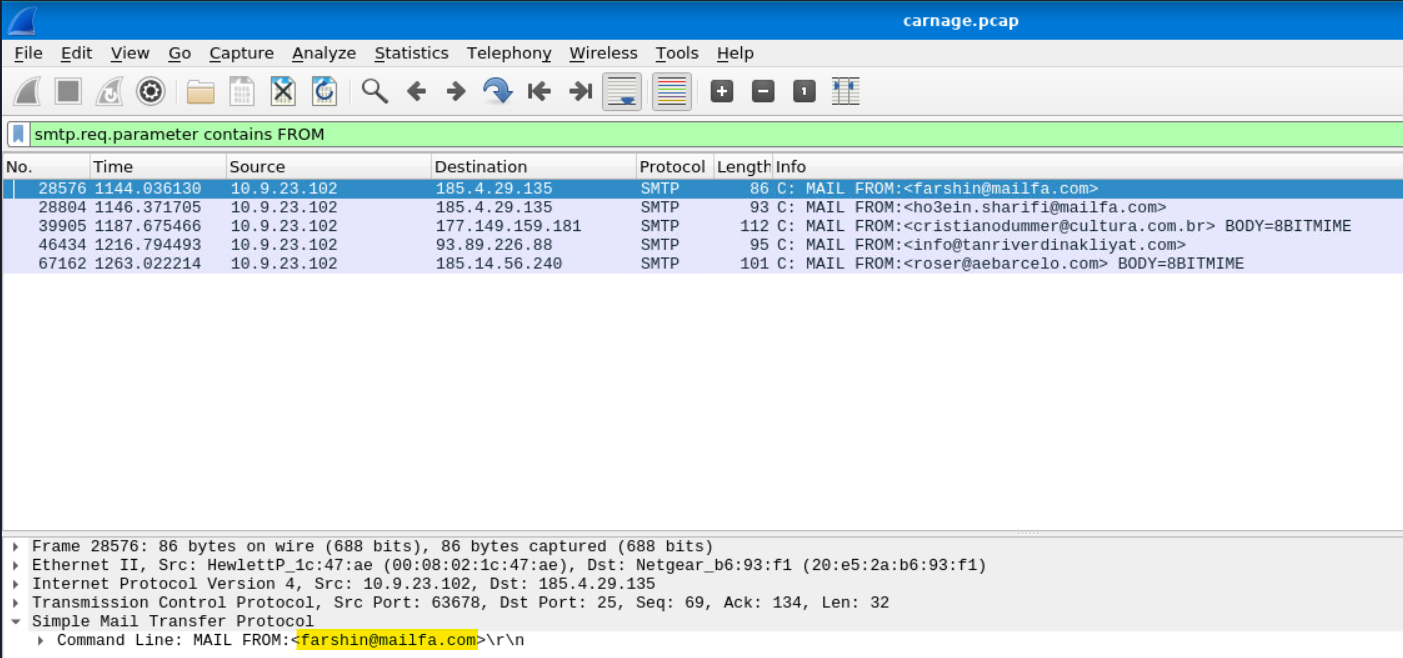 carnage.pcap
File Edit View Go Capture Analyze Statistics Telephony Wireless Tools Help
1
smtp.req.parameter contains FROM
No. Time Source Destination Protocol Length Info
28576 1144.036130 10.9.23.102 185.4.29.135 SMTP 86 C: MAIL FROM:<farshin@mailfa.com>
28804 1146.371705 10.9.23.102 185.4.29.135 SMTP 93 C: MAIL FROM:<ho3ein.sharifi@mailfa.com>
39905 1187.675466 10.9.23.102 177.149.159.181 SMTP 112 C: MAIL FROM:<cristianodummer@cultura.com.br> BODY=8BITMIME
46434 1216.794493 10.9.23.102 93.89.226.88 SMTP 95 C: MAIL FROM:<info@tanriverdinakliyat.com>
67162 1263.022214 10.9.23.102 185.14.56.240 SMTP 101 C: MAIL FROM:<roser@aebarcelo.com> BODY=8BITMIME
Frame 28576: 86 bytes on wire (688 bits), 86 bytes captured (688 bits)
Ethernet II, Src: HewlettP_1c:47:ae (00:08:02:1c:47:ae), Dst: Netgear_b6:93:f1 (20:e5:2a:b6:93:f1)
Internet Protocol Version 4, Src: 10.9.23.102, Dst: 185.4.29.135
Transmission Control Protocol, Src Port: 63678, Dst Port: 25, Seq: 69, Ack: 134, Len: 32
Simple Mail Transfer Protocol
Command Line: MAIL FROM:<farshin@mailfa.com>\r\n